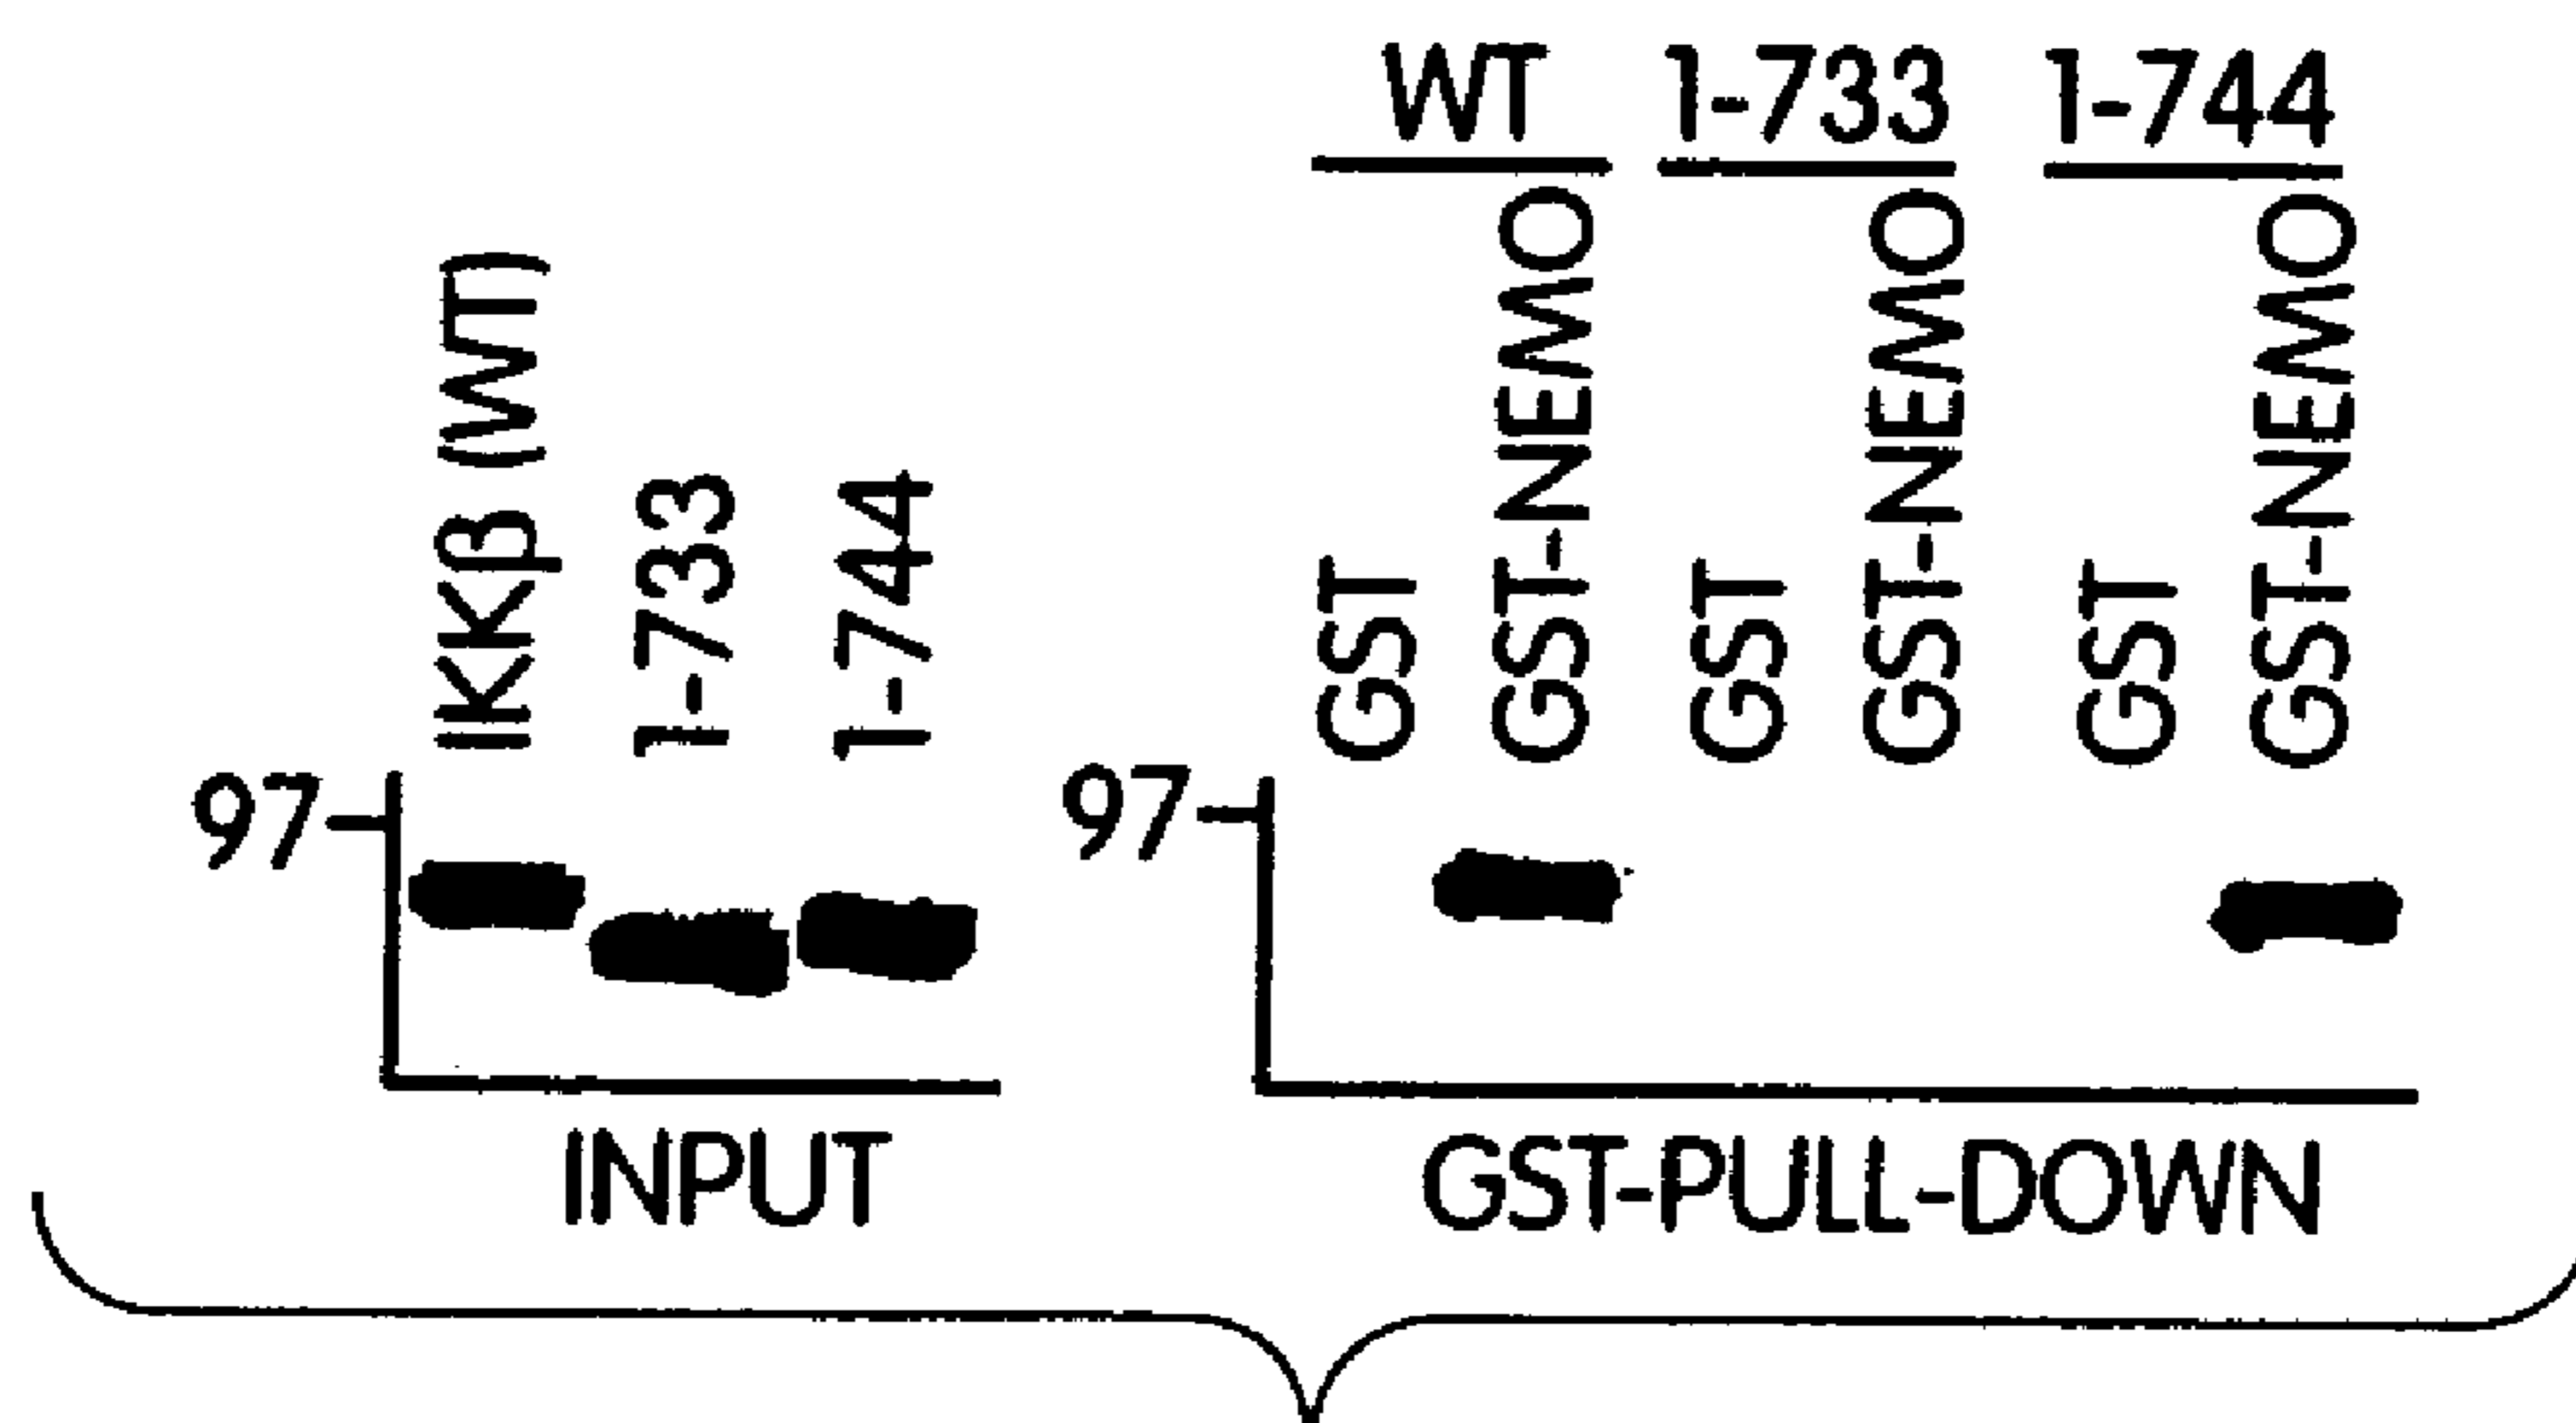 IKKβ (WT)
1-733
1-744
97
INPUT
WT
1-733
1-744
GST
GST-NEMO
GST
GST-NEMO
GST
GST-NEMO
97
GST-PULL-DOWN